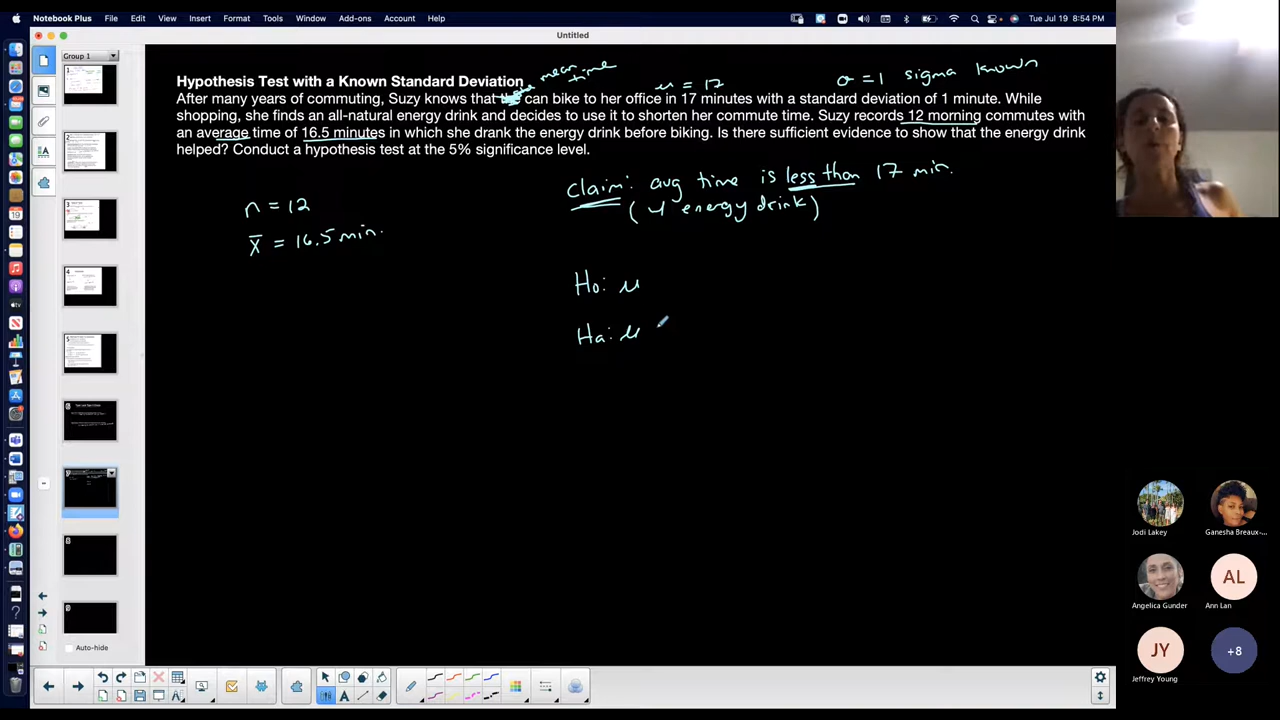 Notebook Plus File Edit View Insert Format Tools Window Add-ons Account Help Tue Jul 19 8:54 PM
Untitled
Group 1
Hypothesis Test with a Known Standard Deviation
mean time
μ = 17
σ = 1 sigma known
After many years of commuting, Suzy knows that can bike to her office in 17 minutes with a standard deviation of 1 minute. While
shopping, she finds an all-natural energy drink and decides to use it to shorten her commute time. Suzy records 12 morning commutes with
an average time of 16.5 minutes in which she drank the energy drink before biking. Is there sufficient evidence to show that the energy drink
helped? Conduct a hypothesis test at the 5% significance level.
Claim: avg time is less than 17 min.
energy drink)
n = 12
x̄ = 16.5 min.
Ho: μ
Ha: μ
Auto-hide
Jodi Lakey
Ganesha Breaux-...
AL
Angelica Gunder
Ann Lan
JY
+8
Jeffrey Young